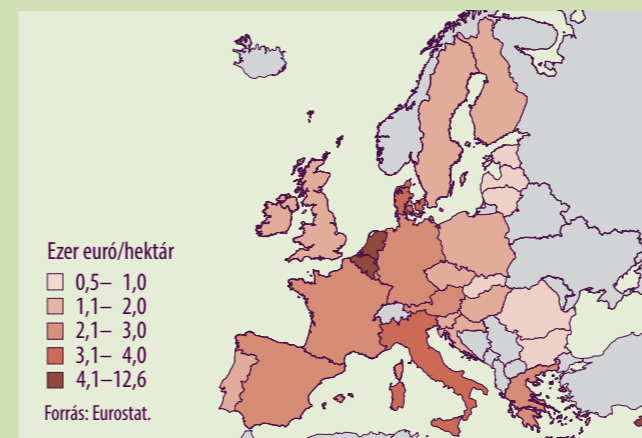 Ezer euró/hektár
0,5– 1,0
1,1– 2,0
2,1– 3,0
3,1– 4,0
4,1–12,6
Forrás: Eurostat.